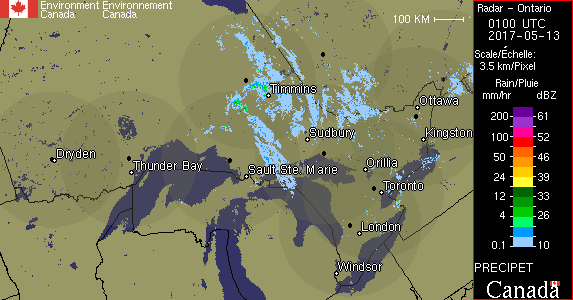 Environment Environnement
Canada Canada
100 KM
Radar - Ontario
0100 UTC
2017-05-13
Scale/Échelle:
3.5 km/Pixel
Rain/Pluie
mm/hr dBZ
200 61
100 52
50 46
24 39
12 33
4 26
0.1 10
PRECIPET
Canada
Timmins
Ottawa
Sudbury
Kingston
Dryden
Thunder Bay
Sault Ste. Marie
Orillia
Toronto
London
Windsor